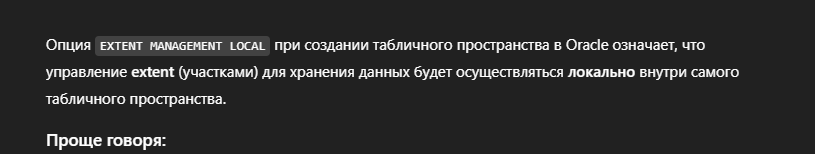 Опция EXTENT MANAGEMENT LOCAL при создании табличного пространства в Oracle означает, что
управление extent (участками) для хранения данных будет осуществляться локально внутри самого
табличного пространства.
Проще говоря: